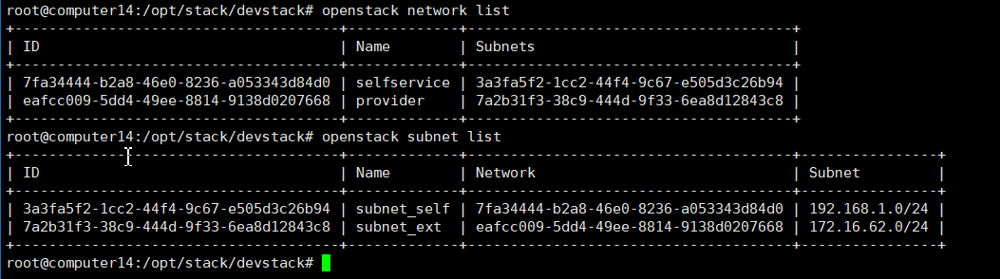 root@computer14:/opt/stack/devstack# openstack network list
+--------------------------------------+-------------+--------------------------------------+
| ID                                   | Name        | Subnets                              |
+--------------------------------------+-------------+--------------------------------------+
| 7fa34444-b2a8-46e0-8236-a053343d84d0 | selfservice | 3a3fa5f2-1cc2-44f4-9c67-e505d3c26b94 |
| eafcc009-5dd4-49ee-8814-9138d0207668 | provider    | 7a2b31f3-38c9-444d-9f33-6ea8d12843c8 |
+--------------------------------------+-------------+--------------------------------------+
root@computer14:/opt/stack/devstack# openstack subnet list
+--------------------------------------+-------------+--------------------------------------+----------------+
| ID                                   | Name        | Network                              | Subnet         |
+--------------------------------------+-------------+--------------------------------------+----------------+
| 3a3fa5f2-1cc2-44f4-9c67-e505d3c26b94 | subnet_self | 7fa34444-b2a8-46e0-8236-a053343d84d0 | 192.168.1.0/24 |
| 7a2b31f3-38c9-444d-9f33-6ea8d12843c8 | subnet_ext  | eafcc009-5dd4-49ee-8814-9138d0207668 | 172.16.62.0/24 |
+--------------------------------------+-------------+--------------------------------------+----------------+
root@computer14:/opt/stack/devstack#